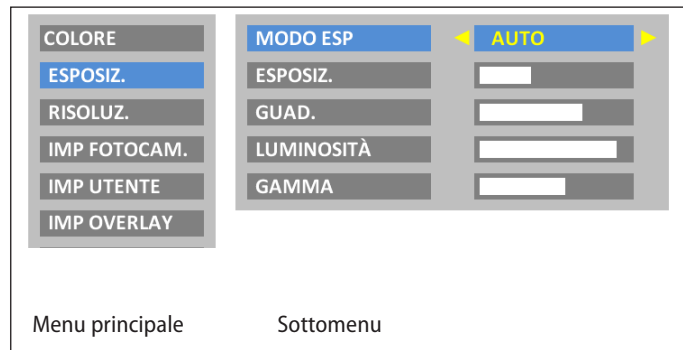 COLORE
ESPOSIZ.
RISOLUZ.
IMP FOTOCAM.
IMP UTENTE
IMP OVERLAY
MODO ESP
AUTO
ESPOSIZ.
GUAD.
LUMINOSITÀ
GAMMA
Menu principale
Sottomenu